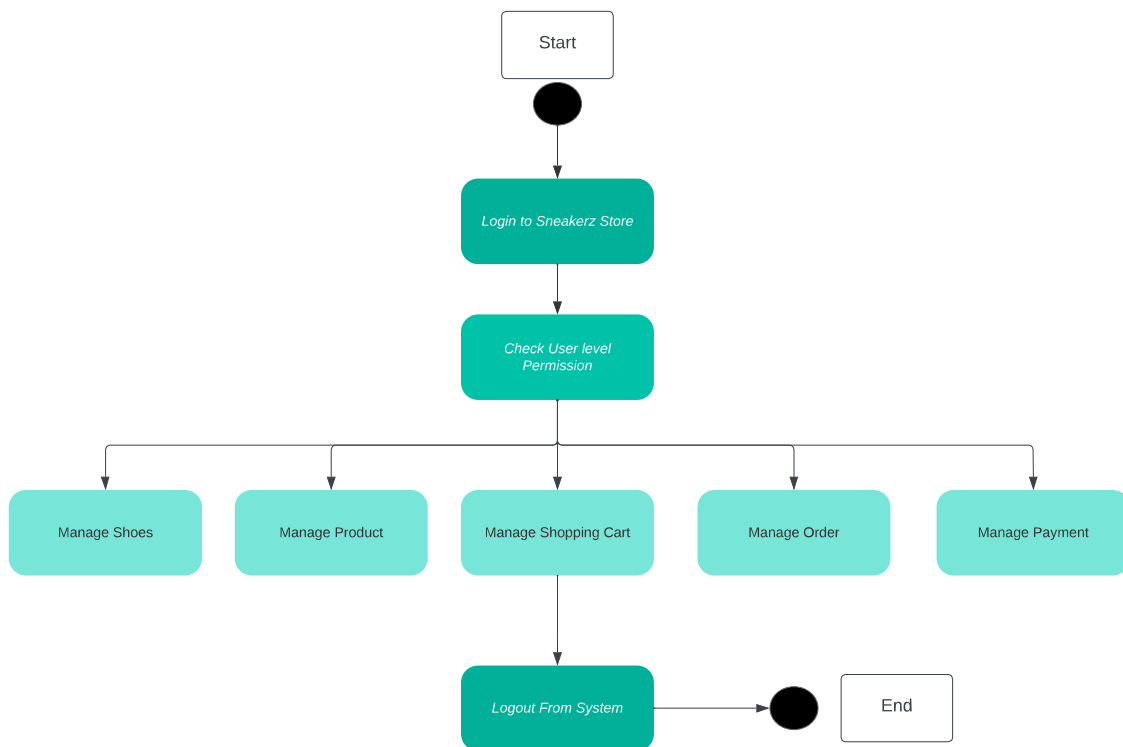 Start
Login to Sneakerz Store
Check User level
Permission
Manage Shoes
Manage Product
Manage Shopping Cart
Manage Order
Manage Payment
Logout From System
End